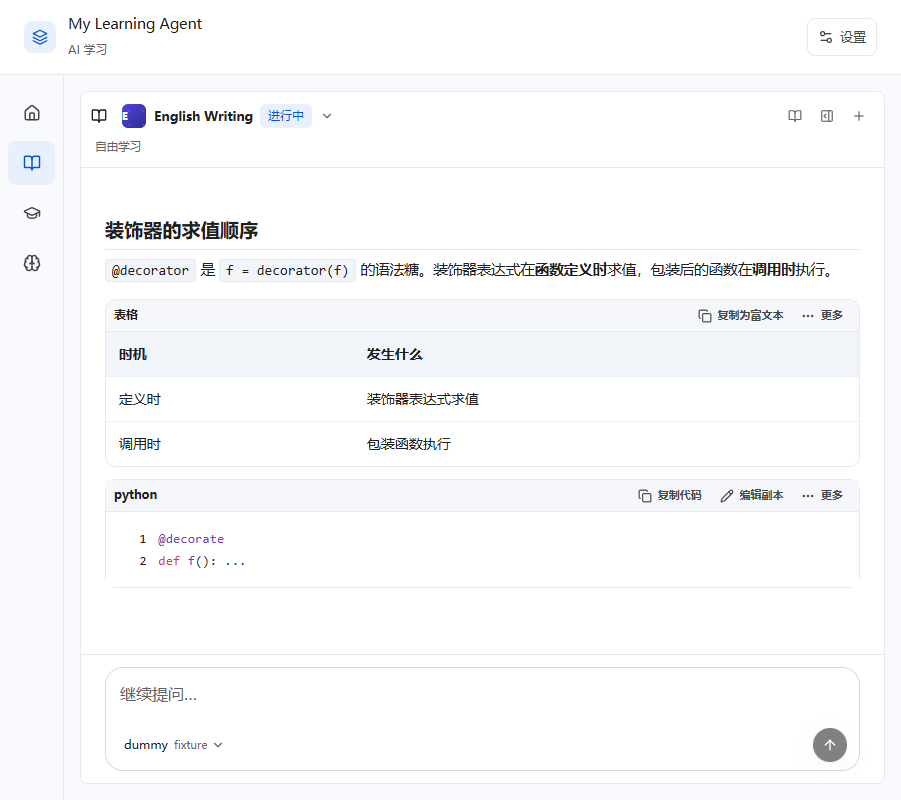 My Learning Agent
AI 学习
设置
E
English Writing
进行中
自由学习
装饰器的求值顺序
@decorator 是 f = decorator(f) 的语法糖。装饰器表达式在函数定义时求值，包装后的函数在调用时执行。
表格
复制为富文本
··· 更多
时机
发生什么
定义时
装饰器表达式求值
调用时
包装函数执行
python
复制代码
编辑副本
··· 更多
1 @decorate
2 def f(): ...
继续提问...
dummy fixture